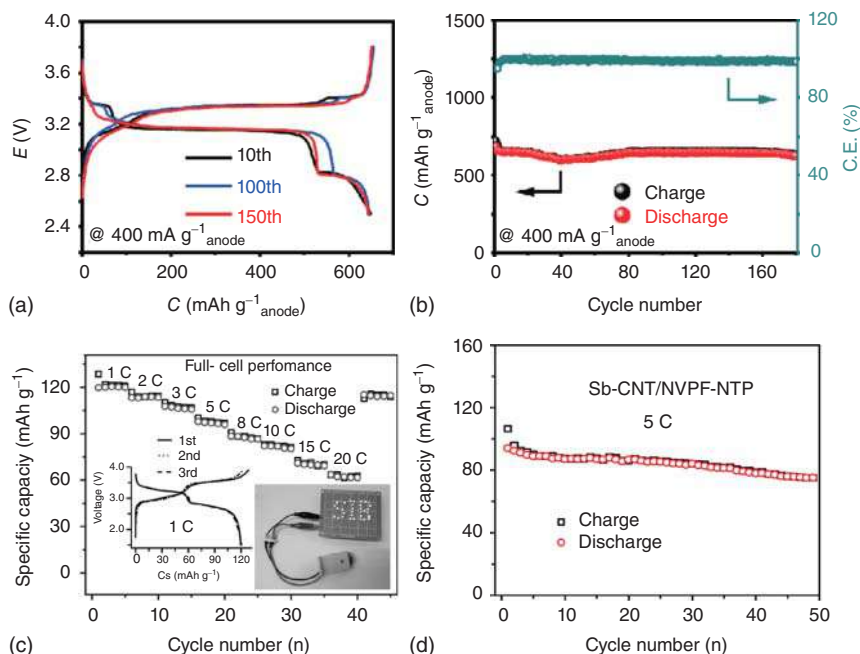 3.6
3.2
2.8
2.4
E (V)
10th
100th
150th
@ 400 mA g⁻¹anode
0
200
400
600
C (mAh g⁻¹anode)
(a)
1500
1250
1000
750
500
250
0
C (mAh g⁻¹anode)
120
80
40
0
C.E. (%)
Charge
Discharge
@ 400 mA g⁻¹anode
0
40
80
120
160
Cycle number
(b)
Full- cell perfomance
120
90
60
30
0
Specific capaciy (mAh g⁻¹)
1 C
2 C
3 C
5 C
8 C
10 C
15 C
20 C
Charge
Discharge
1st
2nd
3rd
4.0
3.0
2.0
Voltage (V)
1 C
0
30
60
90
120
Cs (mAh g⁻¹)
SIB
0
10
20
30
40
Cycle number (n)
(c)
160
120
80
40
0
Specific capaciy (mAh g⁻¹)
Sb-CNT/NVPF-NTP
5 C
Charge
Discharge
0
10
20
30
40
50
Cycle number (n)
(d)